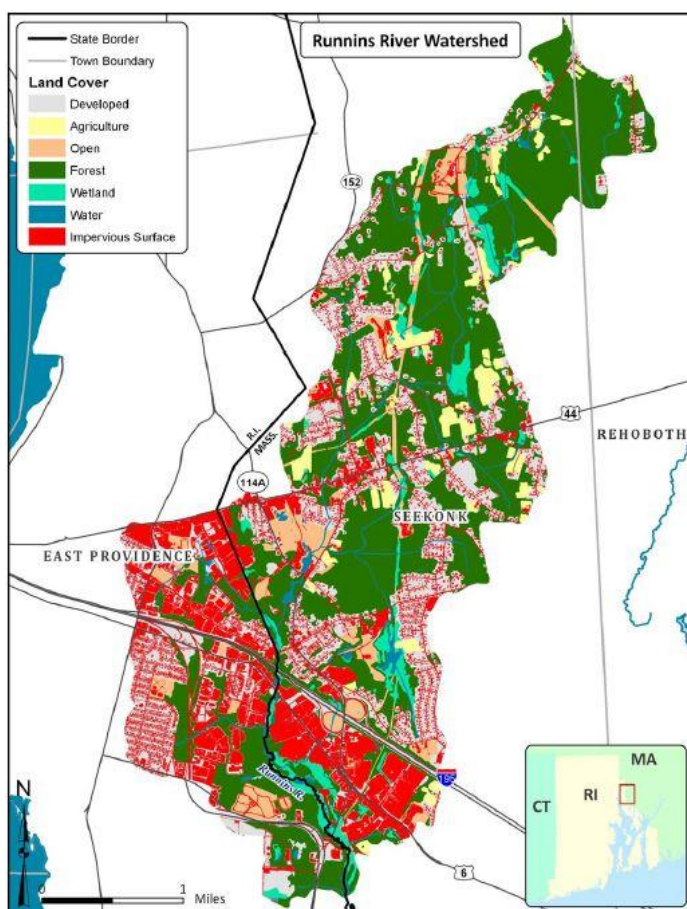 State Border
Town Boundary
Land Cover
Developed
Agriculture
Open
Forest
Wetland
Water
Impervious Surface
Runnins River Watershed
152
44
R.I.
MASS.
REHOBOTH
114A
SEEKONK
EAST PROVIDENCE
195
Runnins R.
N
0 1
Miles
6
MA
CT
RI